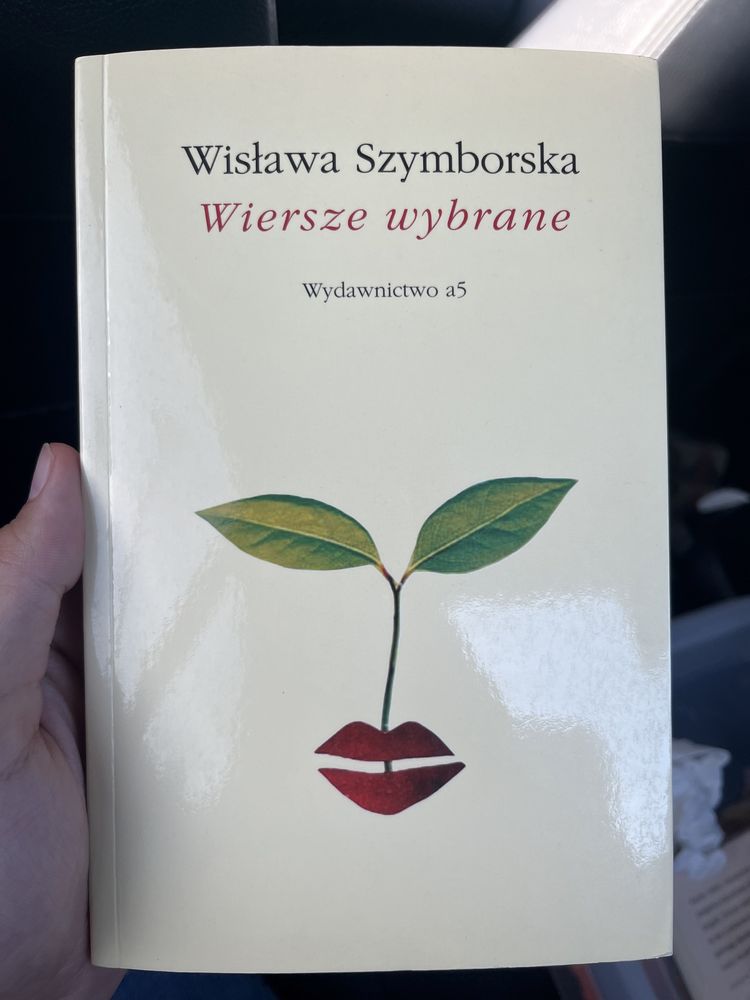 Wisława Szymborska
Wiersze wybrane
Wydawnictwo a5